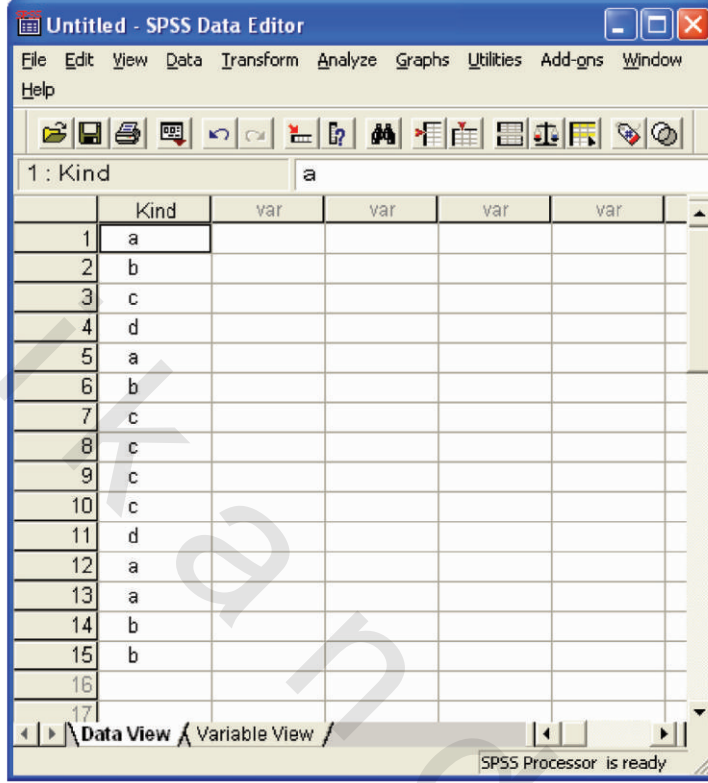 Untitled - SPSS Data Editor
File Edit View Data Transform Analyze Graphs Utilities Add-ons Window
Help
1 : Kind a
Kind var var var var
1 a
2 b
3 c
4 d
5 a
6 b
7 c
8 c
9 c
10 c
11 d
12 a
13 a
14 b
15 b
16
17
Data View Variable View
SPSS Processor is ready